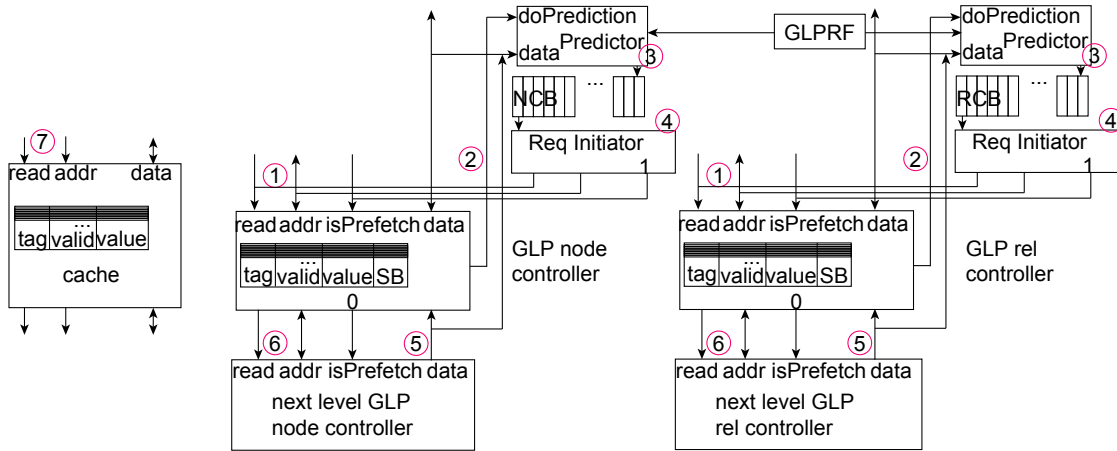 7
read addr data
tag valid ... value
cache
doPrediction
Predictor
data
3
NCB ...
4
Req Initiator
1
2
1
read addr isPrefetch data
tag valid ... value SB
0
GLP node
controller
6
5
read addr isPrefetch data
next level GLP
node controller
GLPRF
doPrediction
Predictor
data
3
RCB ...
4
Req Initiator
1
2
1
read addr isPrefetch data
tag valid ... value SB
0
GLP rel
controller
6
5
read addr isPrefetch data
next level GLP
rel controller